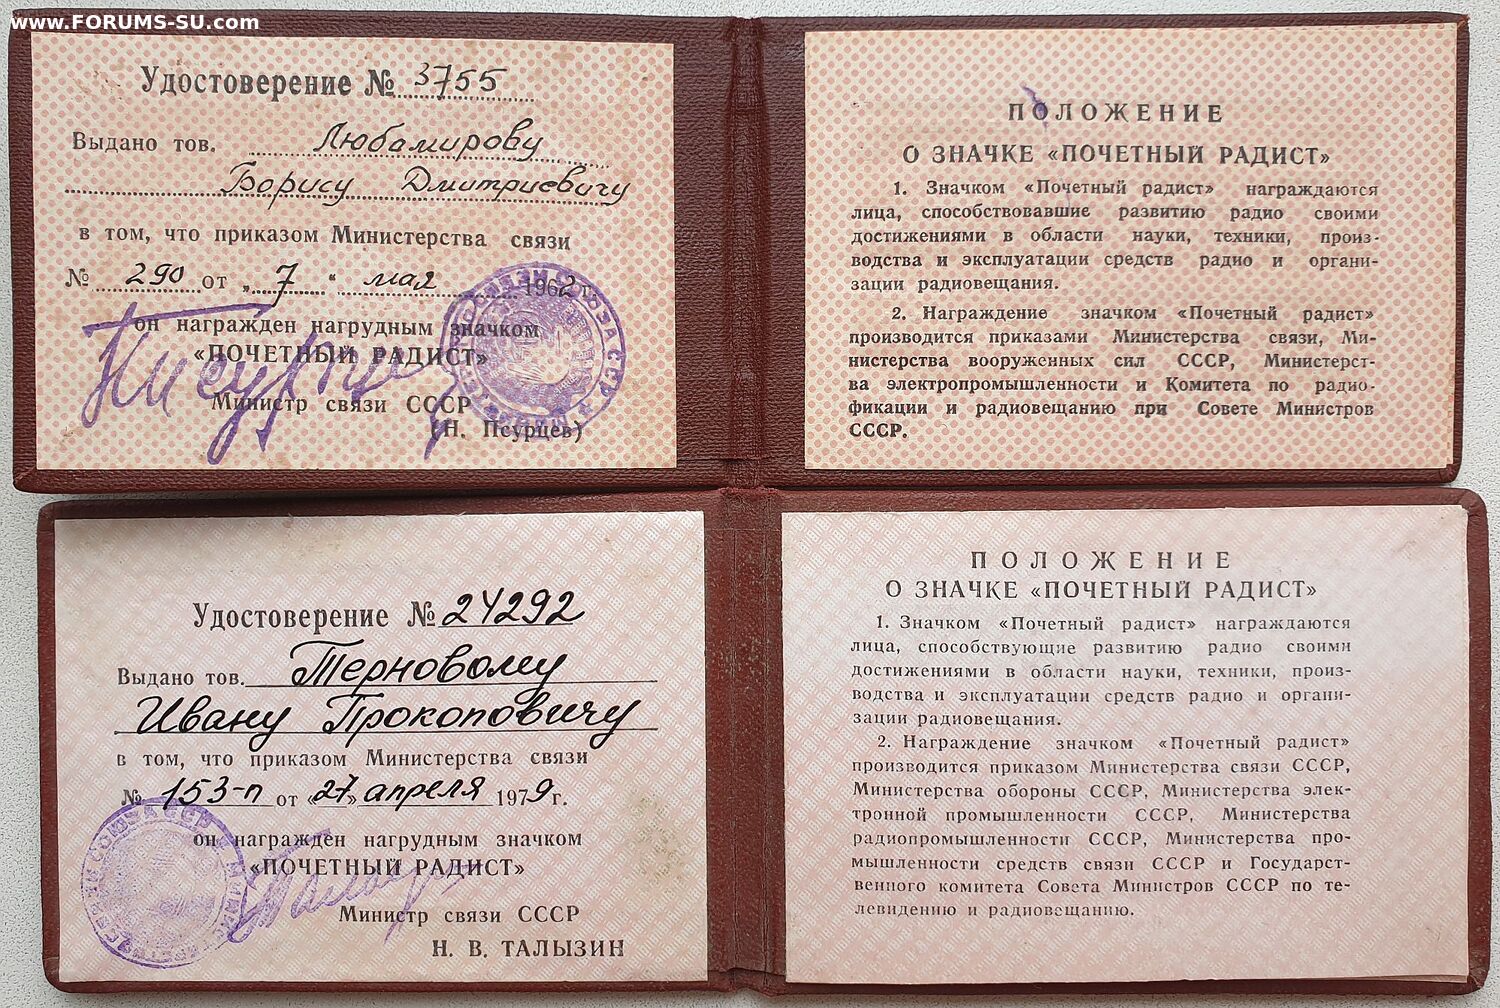 www.FORUMS-SU.com
Удостоверение № 3755
Выдано тов. Любамирову
Борису Дмитриевичу
в том, что приказом Министерства связи
№ 290 от „7" мая 1962 г.
он награжден нагрудным значком
«ПОЧЕТНЫЙ РАДИСТ»
Министр связи СССР
(Н. Псурцев)
ПОЛОЖЕНИЕ
О ЗНАЧКЕ «ПОЧЕТНЫЙ РАДИСТ»
1. Значком «Почетный радист» награждаются
лица, способствовавшие развитию радио своими
достижениями в области науки, техники, произ-
водства и эксплуатации средств радио и органи-
зации радиовещания.
2. Награждение значком «Почетный радист»
производится приказами Министерства связи, Ми-
нистерства вооруженных сил СССР, Министерст-
ва электропромышленности и Комитета по радио-
фикации и радиовещанию при Совете Министров
СССР.
Удостоверение № 24292
Выдано тов. Терновому
Ивану Прокоповичу
в том, что приказом Министерства связи
№ 153-п от «27» апреля 1979 г.
он награжден нагрудным значком
«ПОЧЕТНЫЙ РАДИСТ»
Министр связи СССР
Н. В. ТАЛЫЗИН
ПОЛОЖЕНИЕ
О ЗНАЧКЕ «ПОЧЕТНЫЙ РАДИСТ»
1. Значком «Почетный радист» награждаются
лица, способствующие развитию радио своими
достижениями в области науки, техники, произ-
водства и эксплуатации средств радио и органи-
зации радиовещания.
2. Награждение значком «Почетный радист»
производится приказом Министерства связи СССР,
Министерства обороны СССР, Министерства элек-
тронной промышленности СССР, Министерства
радиопромышленности СССР, Министерства про-
мышленности средств связи СССР и Государст-
венного комитета Совета Министров СССР по те-
левидению и радиовещанию.